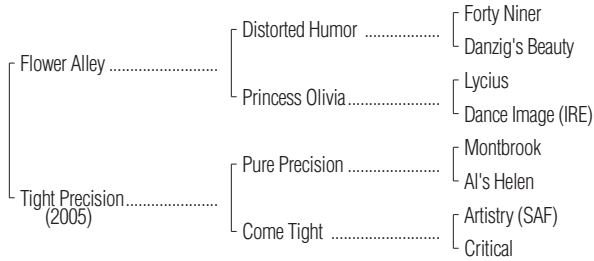 Forty Niner
Distorted Humor ..................
Danzig's Beauty
Flower Alley ..........................
Lycius
Princess Olivia ......................
Dance Image (IRE)
Montbrook
Pure Precision ......................
Al's Helen
Tight Precision ......................
(2005)
Artistry (SAF)
Come Tight ..........................
Critical